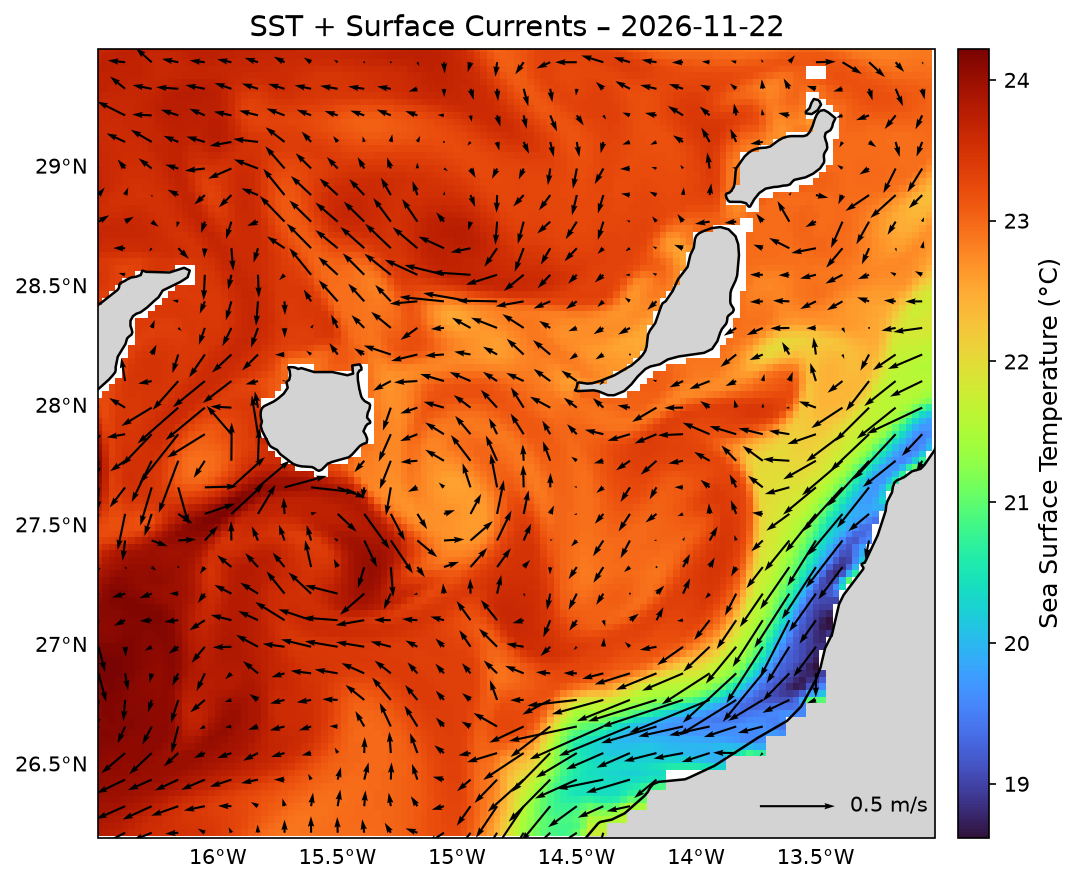 SST + Surface Currents – 2026-11-22
29°N
28.5°N
28°N
27.5°N
27°N
26.5°N
16°W
15.5°W
15°W
14.5°W
14°W
13.5°W
0.5 m/s
24
23
22
21
20
19
Sea Surface Temperature (°C)